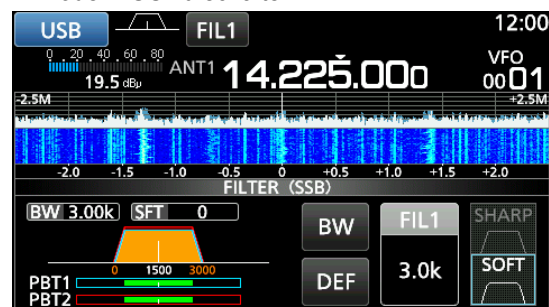 USB FIL1 12:00
0 20 40 60 80
19.5 dBμ ANT1 14.225.000 VFO 00 01
-2.5M +2.5M
-2.0 -1.5 -1.0 -0.5 0 +0.5 +1.0 +1.5 +2.0
FILTER (SSB)
BW 3.00k SFT 0 BW FIL1 SHARP
0 1500 3000
DEF 3.0k SOFT
PBT1
PBT2